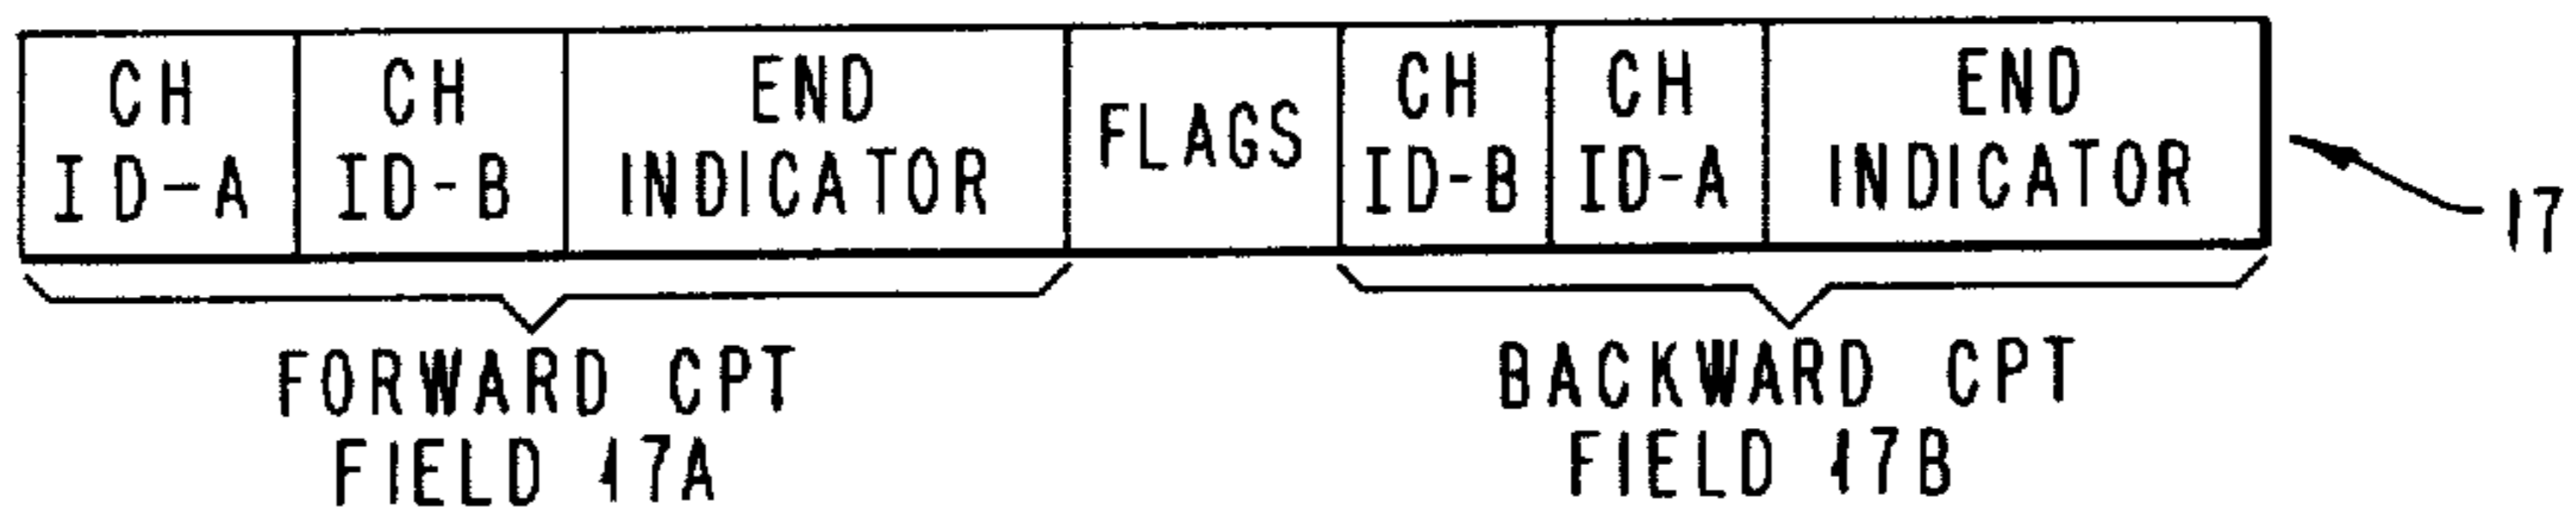 CH ID-A
CH ID-B
END INDICATOR
FLAGS
CH ID-B
CH ID-A
END INDICATOR
17
FORWARD CPT
FIELD 17A
BACKWARD CPT
FIELD 17B